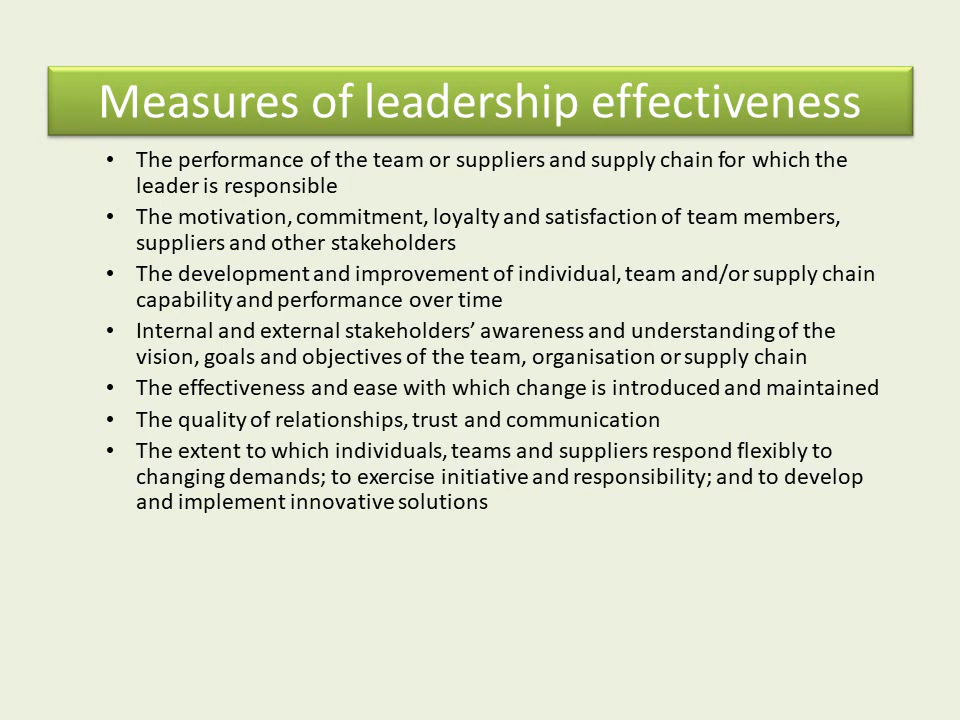 Measures of leadership effectiveness
• The performance of the team or suppliers and supply chain for which the
leader is responsible
• The motivation, commitment, loyalty and satisfaction of team members,
suppliers and other stakeholders
• The development and improvement of individual, team and/or supply chain
capability and performance over time
• Internal and external stakeholders’ awareness and understanding of the
vision, goals and objectives of the team, organisation or supply chain
• The effectiveness and ease with which change is introduced and maintained
• The quality of relationships, trust and communication
• The extent to which individuals, teams and suppliers respond flexibly to
changing demands; to exercise initiative and responsibility; and to develop
and implement innovative solutions